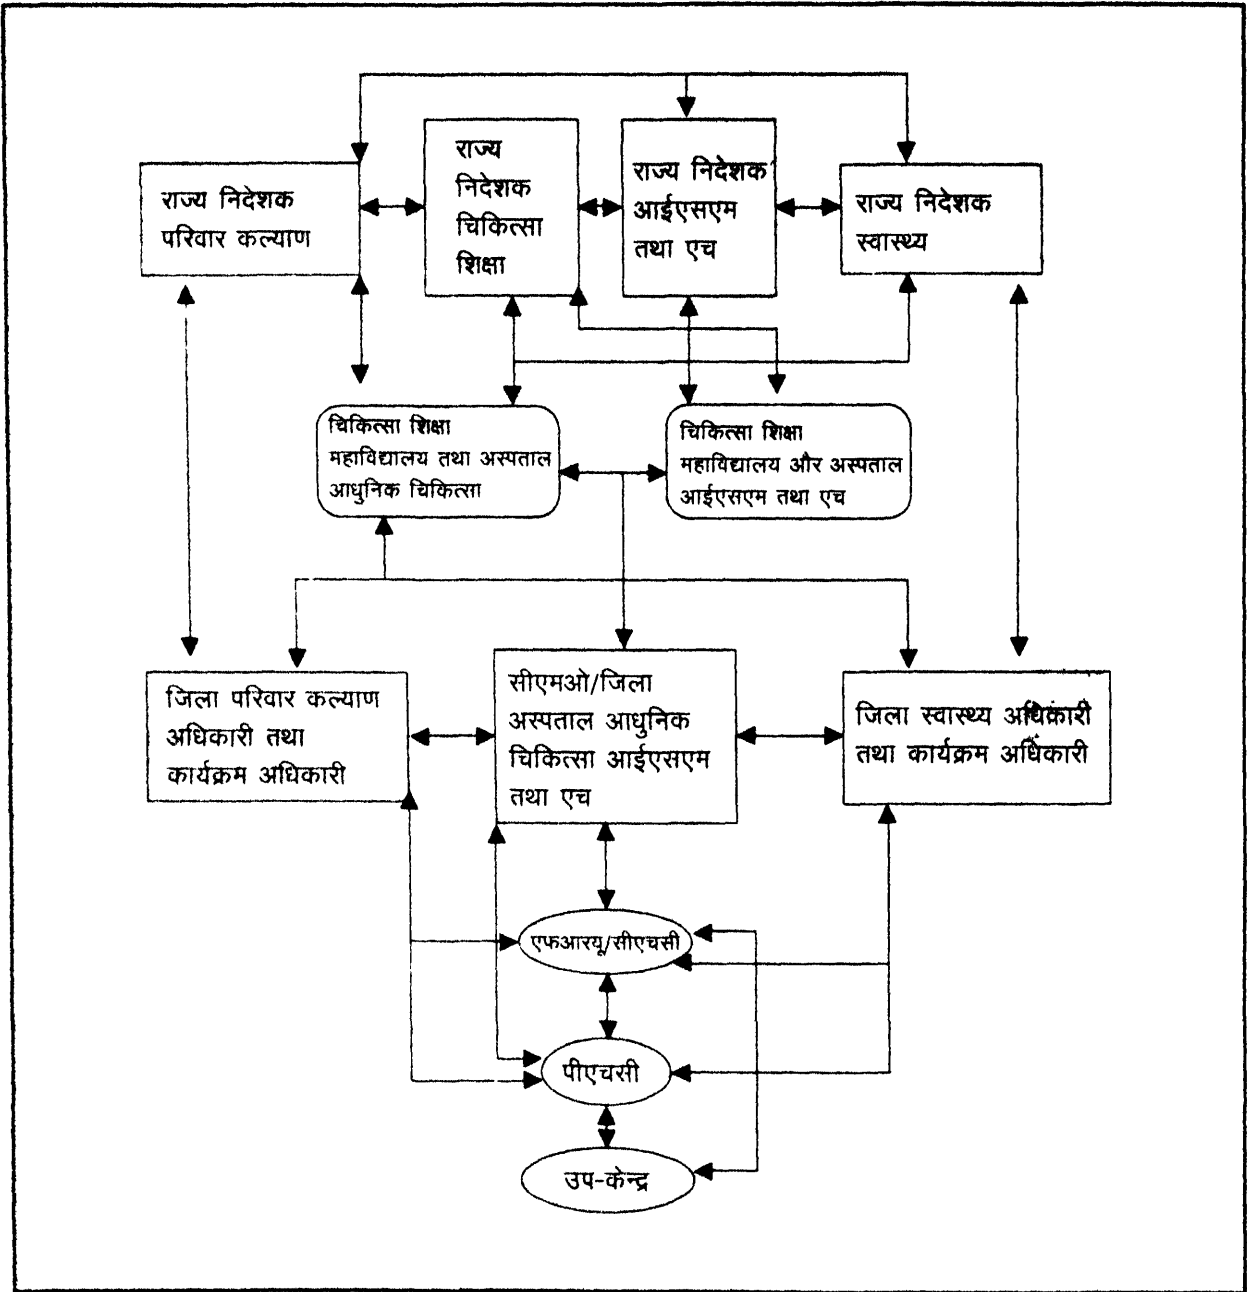 राज्य निदेशक
परिवार कल्याण
राज्य
निदेशक
चिकित्सा
शिक्षा
राज्य निदेशक
आईएसएम
तथा एच
राज्य निदेशक
स्वास्थ्य
चिकित्सा शिक्षा
महाविद्यालय तथा अस्पताल
आधुनिक चिकित्सा
चिकित्सा शिक्षा
महाविद्यालय और अस्पताल
आईएसएम तथा एच
जिला परिवार कल्याण
अधिकारी तथा
कार्यक्रम अधिकारी
सीएमओ/जिला
अस्पताल आधुनिक
चिकित्सा आईएसएम
तथा एच
जिला स्वास्थ्य अधिकारी
तथा कार्यक्रम अधिकारी
एफआरयू/सीएचसी
पीएचसी
उप-केन्द्र